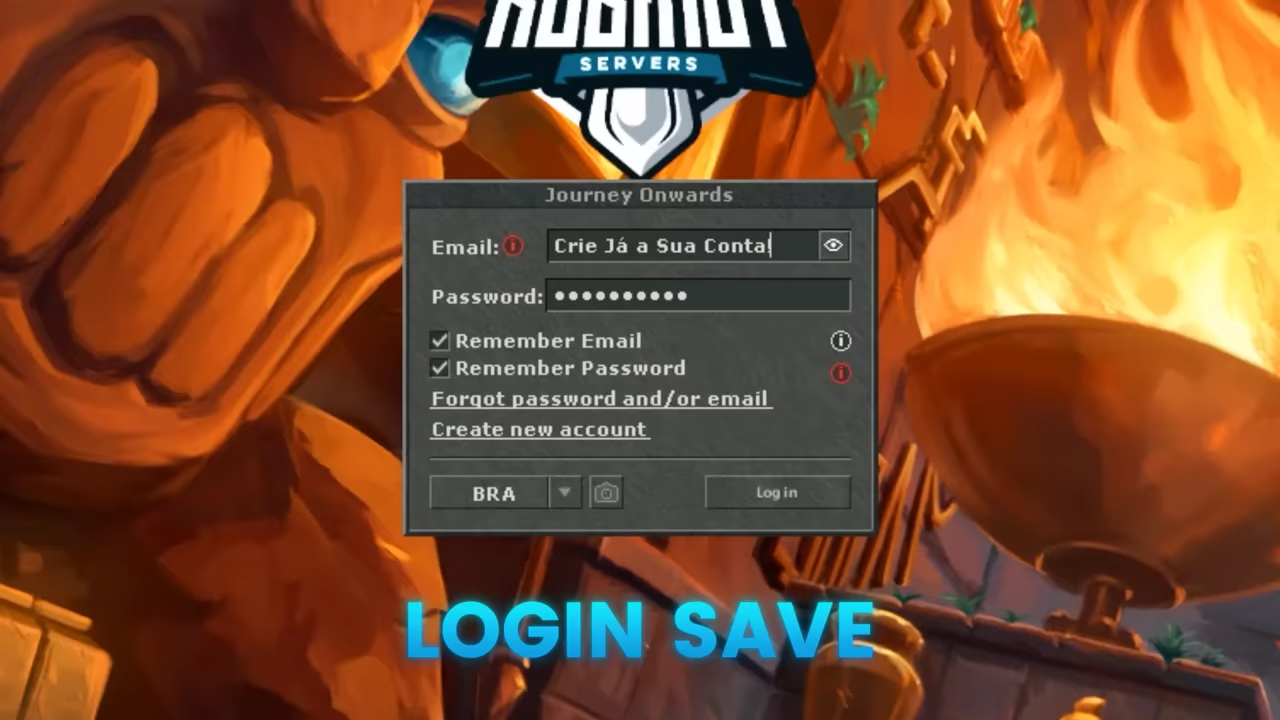 SERVERS
Journey Onwards
Email:
Crie Já a Sua Conta!
Password:
Remember Email
Remember Password
Forgot password and/or email
Create new account
BRA
Log in
LOGIN SAVE